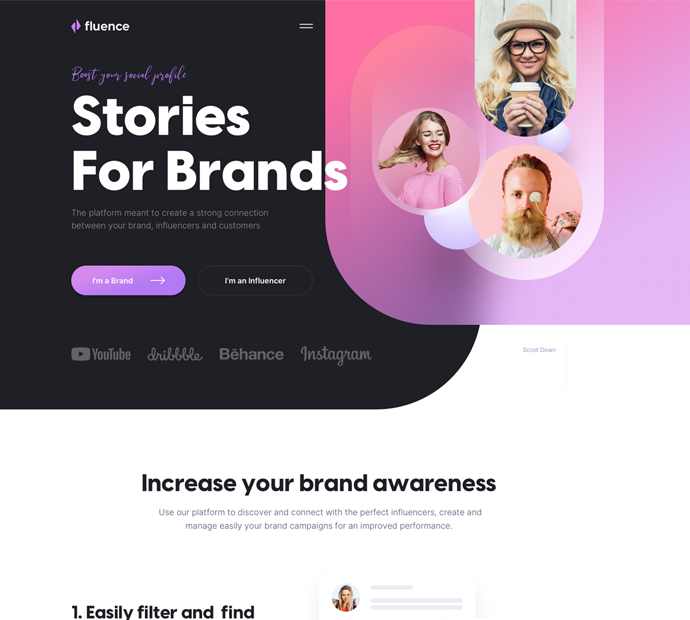 fluence
Boost your social profile
Stories
For Brands
The platform meant to create a strong connection
between your brand, influencers and customers
I'm a Brand
I'm an Influencer
YouTube
dribbble
Bēhance
Instagram
Scroll Down
Increase your brand awareness
Use our platform to discover and connect with the perfect influencers, create and
manage easily your brand campaigns for an improved performance.
1. Easily filter and find